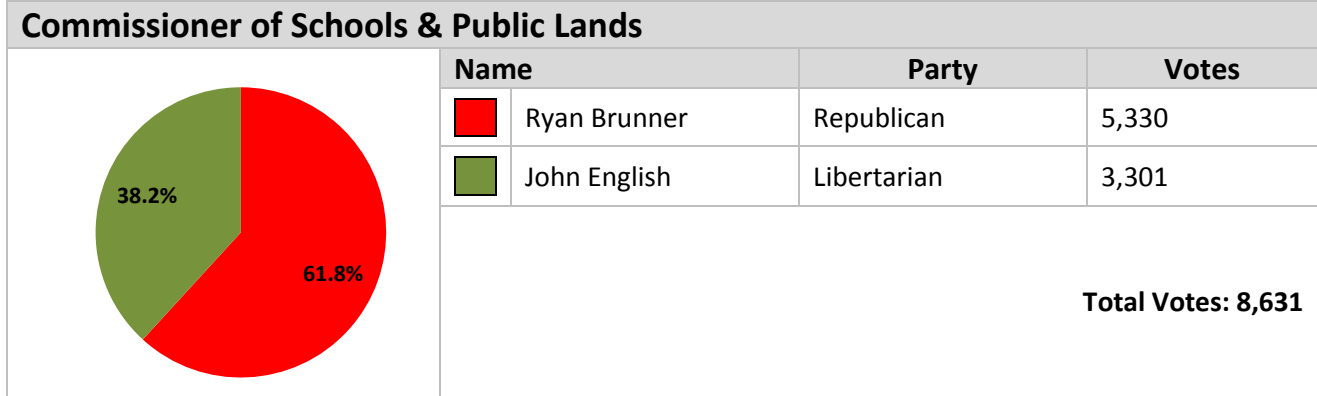 Commissioner of Schools & Public Lands
Name Party Votes
Ryan Brunner Republican 5,330
John English Libertarian 3,301
38.2%
61.8%
Total Votes: 8,631